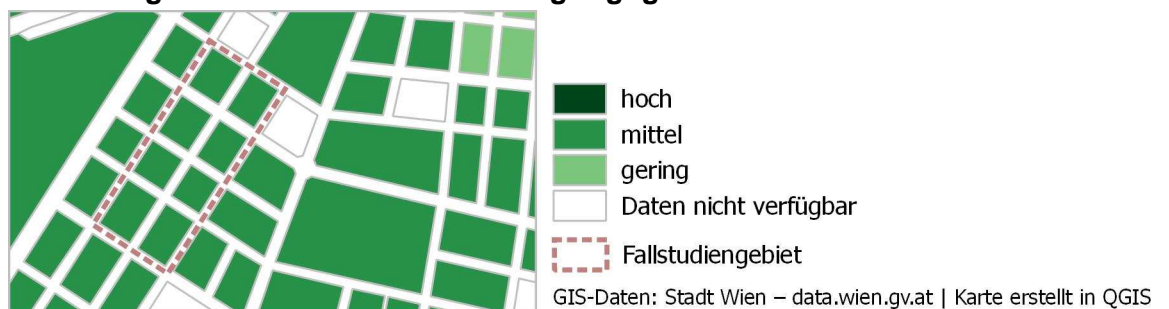 hoch
mittel
gering
Daten nicht verfügbar
Fallstudiengebiet
GIS-Daten: Stadt Wien – data.wien.gv.at | Karte erstellt in QGIS